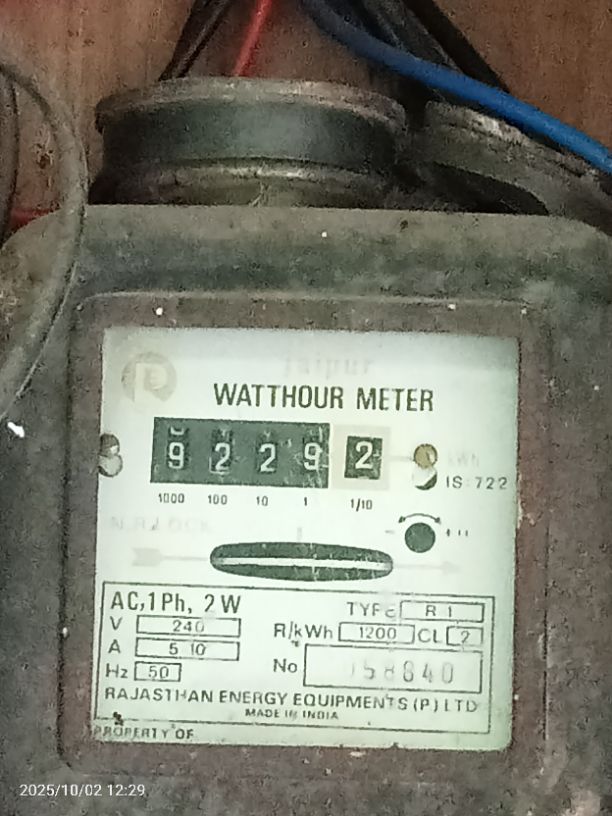 jaipur
WATTHOUR METER
9 2 2 9 2
KWH
1000 100 10 1 1/10
IS:722
N.R.LOCK
AC,1Ph, 2W
TYPE R 1
V 240
R/kWh 1200 CL 2
A 5 10
Hz 50
No
RAJASTHAN ENERGY EQUIPMENTS (P) LTD
MADE IN INDIA
PROPERTY OF
2025/10/02 12:29